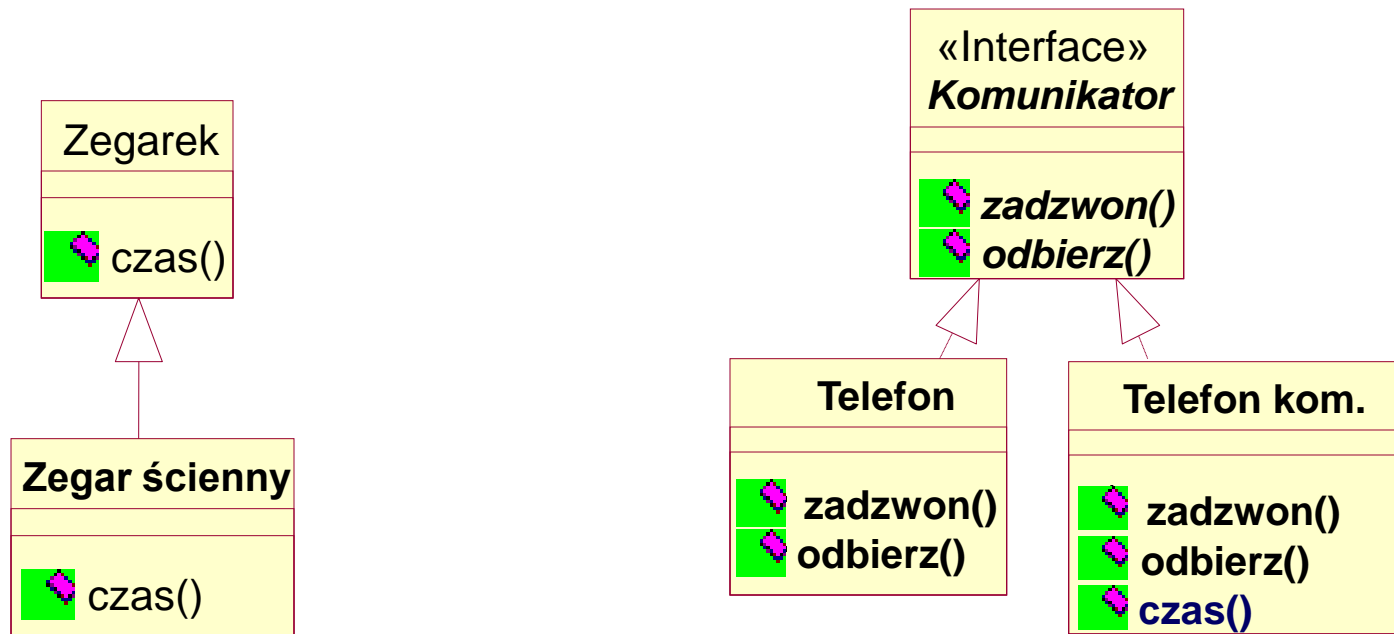 Zegarek
czas()
Zegar ścienny
czas()
«Interface»
Komunikator
zadzwon()
odbierz()
Telefon
zadzwon()
odbierz()
Telefon kom.
zadzwon()
odbierz()
czas()